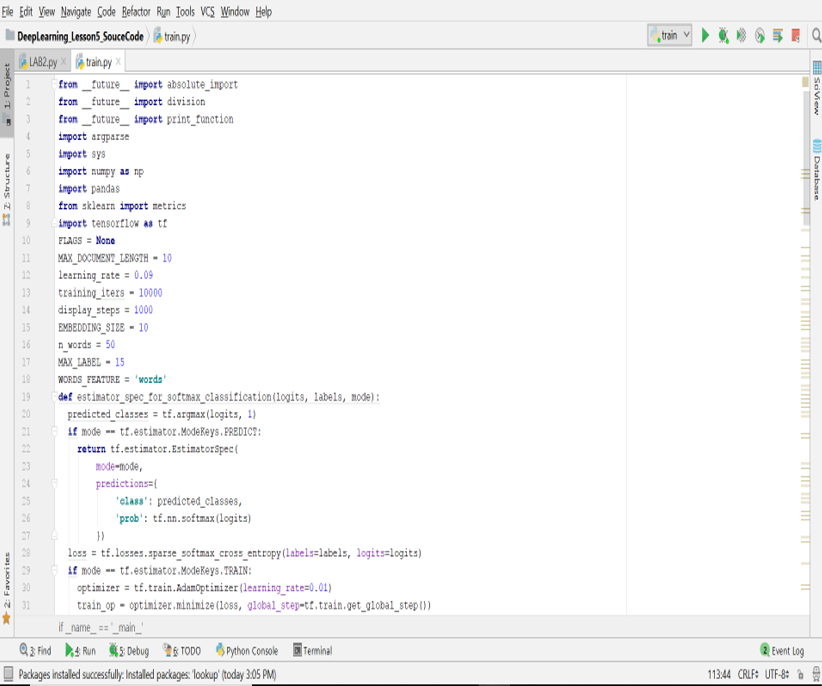 File Edit View Navigate Code Refactor Run Tools VCS Window Help
DeepLearning_Lesson5_SouceCode train.py train
LAB2.py train.py
1: Project
Z: Structure
2: Favorites
SciView
Database
1 from __future__ import absolute_import
2 from __future__ import division
3 from __future__ import print_function
4 import argparse
5 import sys
6 import numpy as np
7 import pandas
8 from sklearn import metrics
9 import tensorflow as tf
10 FLAGS = None
11 MAX_DOCUMENT_LENGTH = 10
12 learning_rate = 0.09
13 training_iters = 10000
14 display_steps = 1000
15 EMBEDDING_SIZE = 10
16 n_words = 50
17 MAX_LABEL = 15
18 WORDS_FEATURE = 'words'
19 def estimator_spec_for_softmax_classification(logits, labels, mode):
20 predicted_classes = tf.argmax(logits, 1)
21 if mode == tf.estimator.ModeKeys.PREDICT:
22 return tf.estimator.EstimatorSpec(
23 mode=mode,
24 predictions={
25 'class': predicted_classes,
26 'prob': tf.nn.softmax(logits)
27 })
28 loss = tf.losses.sparse_softmax_cross_entropy(labels=labels, logits=logits)
29 if mode == tf.estimator.ModeKeys.TRAIN:
30 optimizer = tf.train.AdamOptimizer(learning_rate=0.01)
31 train_op = optimizer.minimize(loss, global_step=tf.train.get_global_step())
if __name__ == '__main__'
3: Find 4: Run 5: Debug 6: TODO Python Console Terminal 2 Event Log
Packages installed successfully: Installed packages: 'lookup' (today 3:05 PM) 113:44 CRLF UTF-8